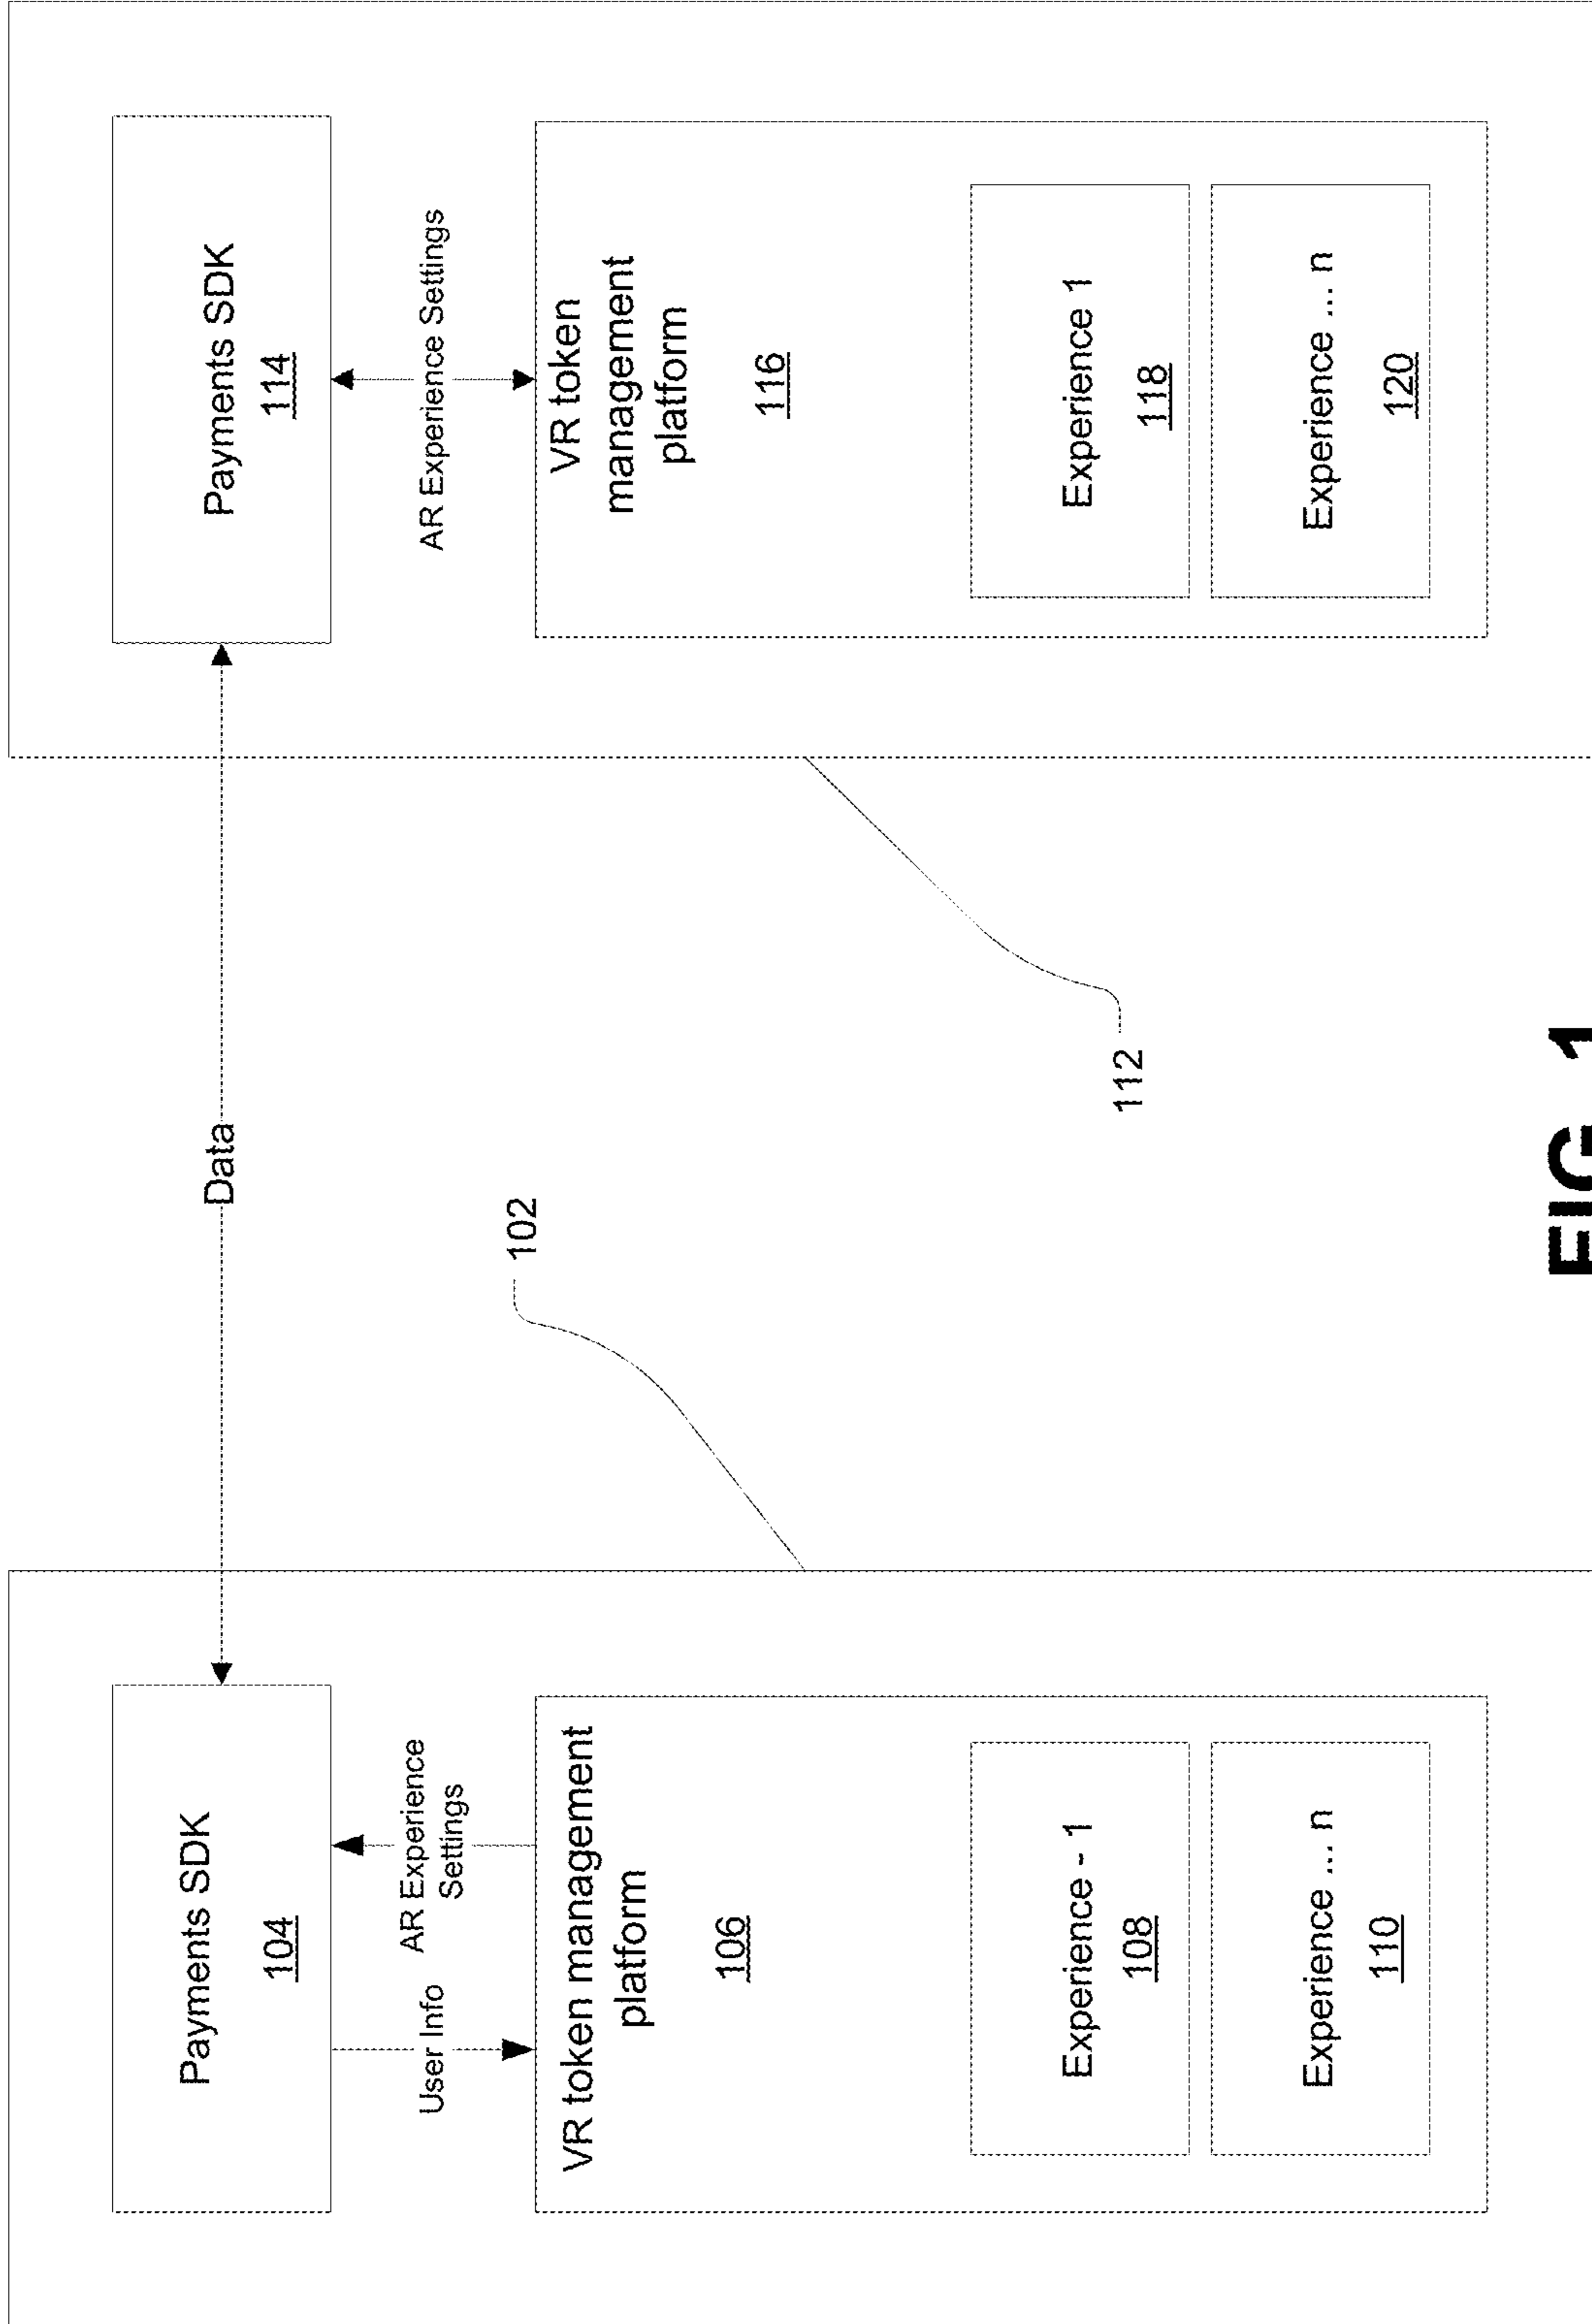 Payments SDK
104
User Info
AR Experience
Settings
VR token management
platform
106
Experience - 1
108
Experience ... n
110
Data
102
112
Payments SDK
114
AR Experience Settings
VR token
management
platform
116
Experience 1
118
Experience ... n
120
FIG. 1